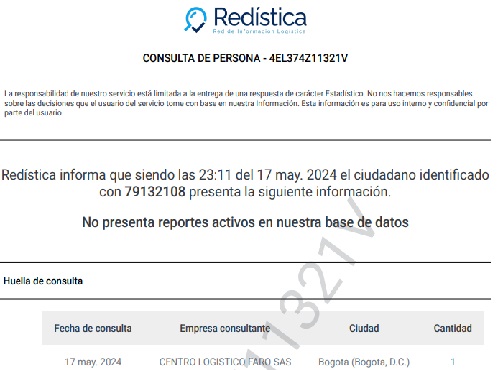 Redística
Red de Información Logística
CONSULTA DE PERSONA - 4EL374Z11321V
La responsabilidad de nuestro servicio está limitada a la entrega de una respuesta de carácter Estadístico. No nos hacemos responsables
sobre las decisiones que el usuario del servicio tome con base en nuestra Información. Esta información es para uso interno y confidencial por
parte del usuario
Redística informa que siendo las 23:11 del 17 may. 2024 el ciudadano identificado
con 79132108 presenta la siguiente información.
No presenta reportes activos en nuestra base de datos
Huella de consulta
Fecha de consulta Empresa consultante Ciudad Cantidad
17 may. 2024 CENTRO LOGISTICO FARO SAS Bogota (Bogota, D.C.) 1
11321V